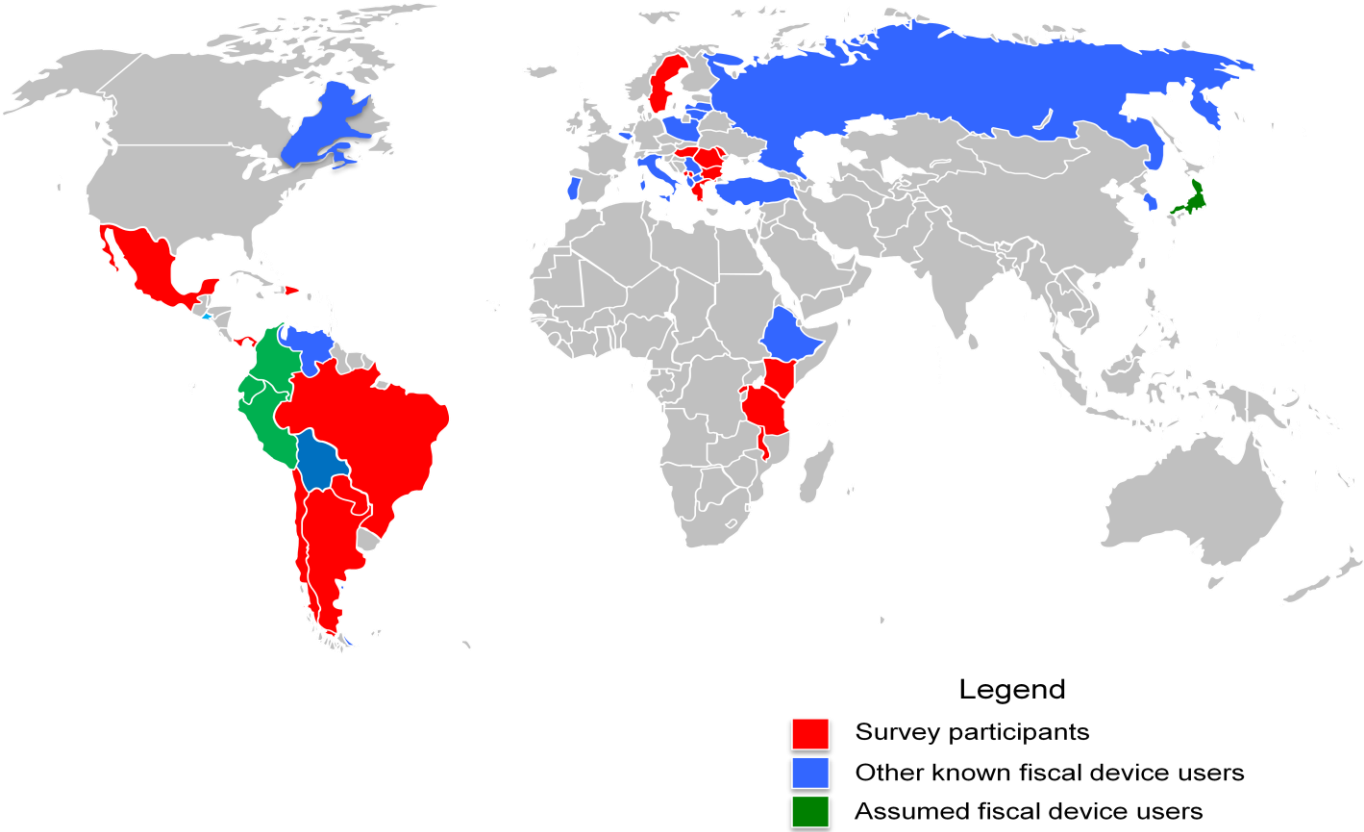 Legend
Survey participants
Other known fiscal device users
Assumed fiscal device users